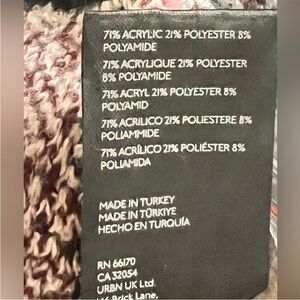 71% ACRYLIC 21% POLYESTER 8%
POLYAMIDE
71% ACRYLIQUE 21% POLYESTER
8% POLYAMIDE
71% ACRYL 21% POLYESTER 8%
POLYAMID
71% ACRILICO 21% POLIESTERE 8%
POLIAMMIDE
71% ACRÍLICO 21% POLIÉSTER 8%
POLIAMIDA
MADE IN TURKEY
MADE IN TÜRKIYE
HECHO EN TURQUÍA
RN 66170
CA 32054
URBN UK Ltd.
Brick Lane,